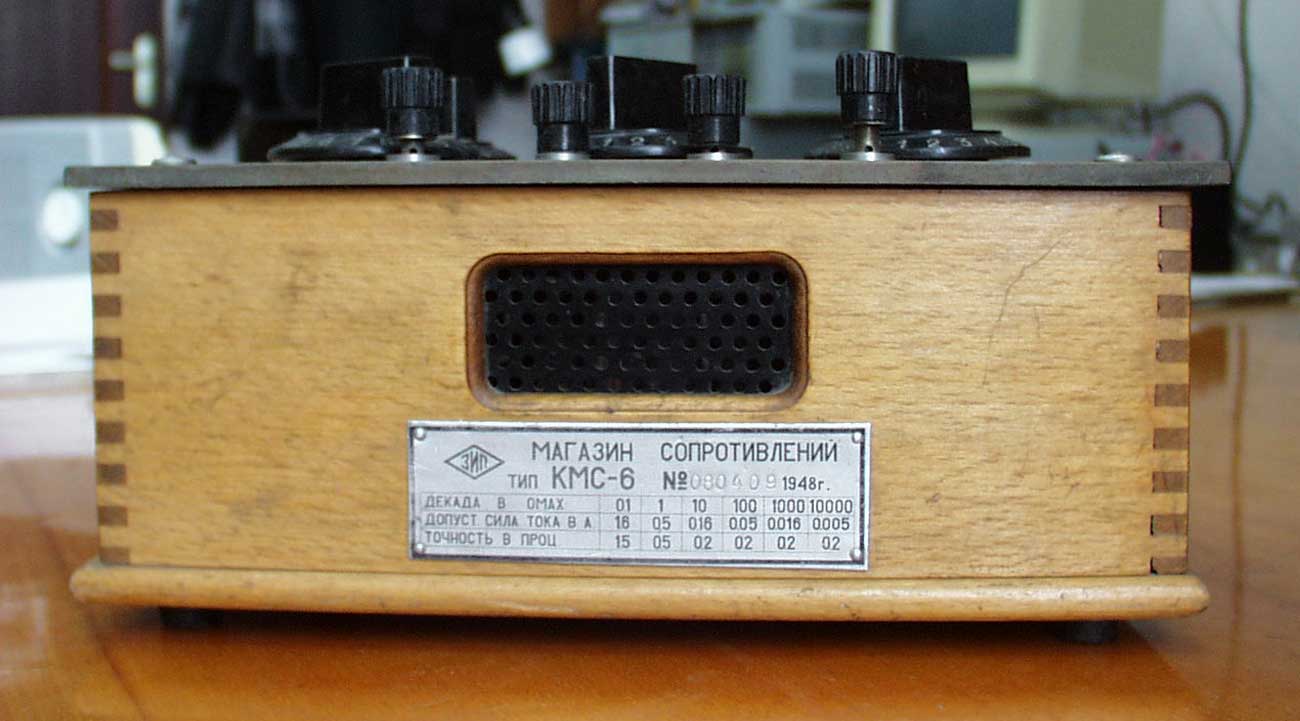 ЗИП
МАГАЗИН СОПРОТИВЛЕНИЙ
ТИП КМС-6 №080409 1948г.
ДЕКАДА В ОМАХ 01 1 10 100 1000 10000
ДОПУСТ СИЛА ТОКА В А 16 05 016 0.05 0.016 0.005
ТОЧНОСТЬ В ПРОЦ 15 05 02 02 02 02